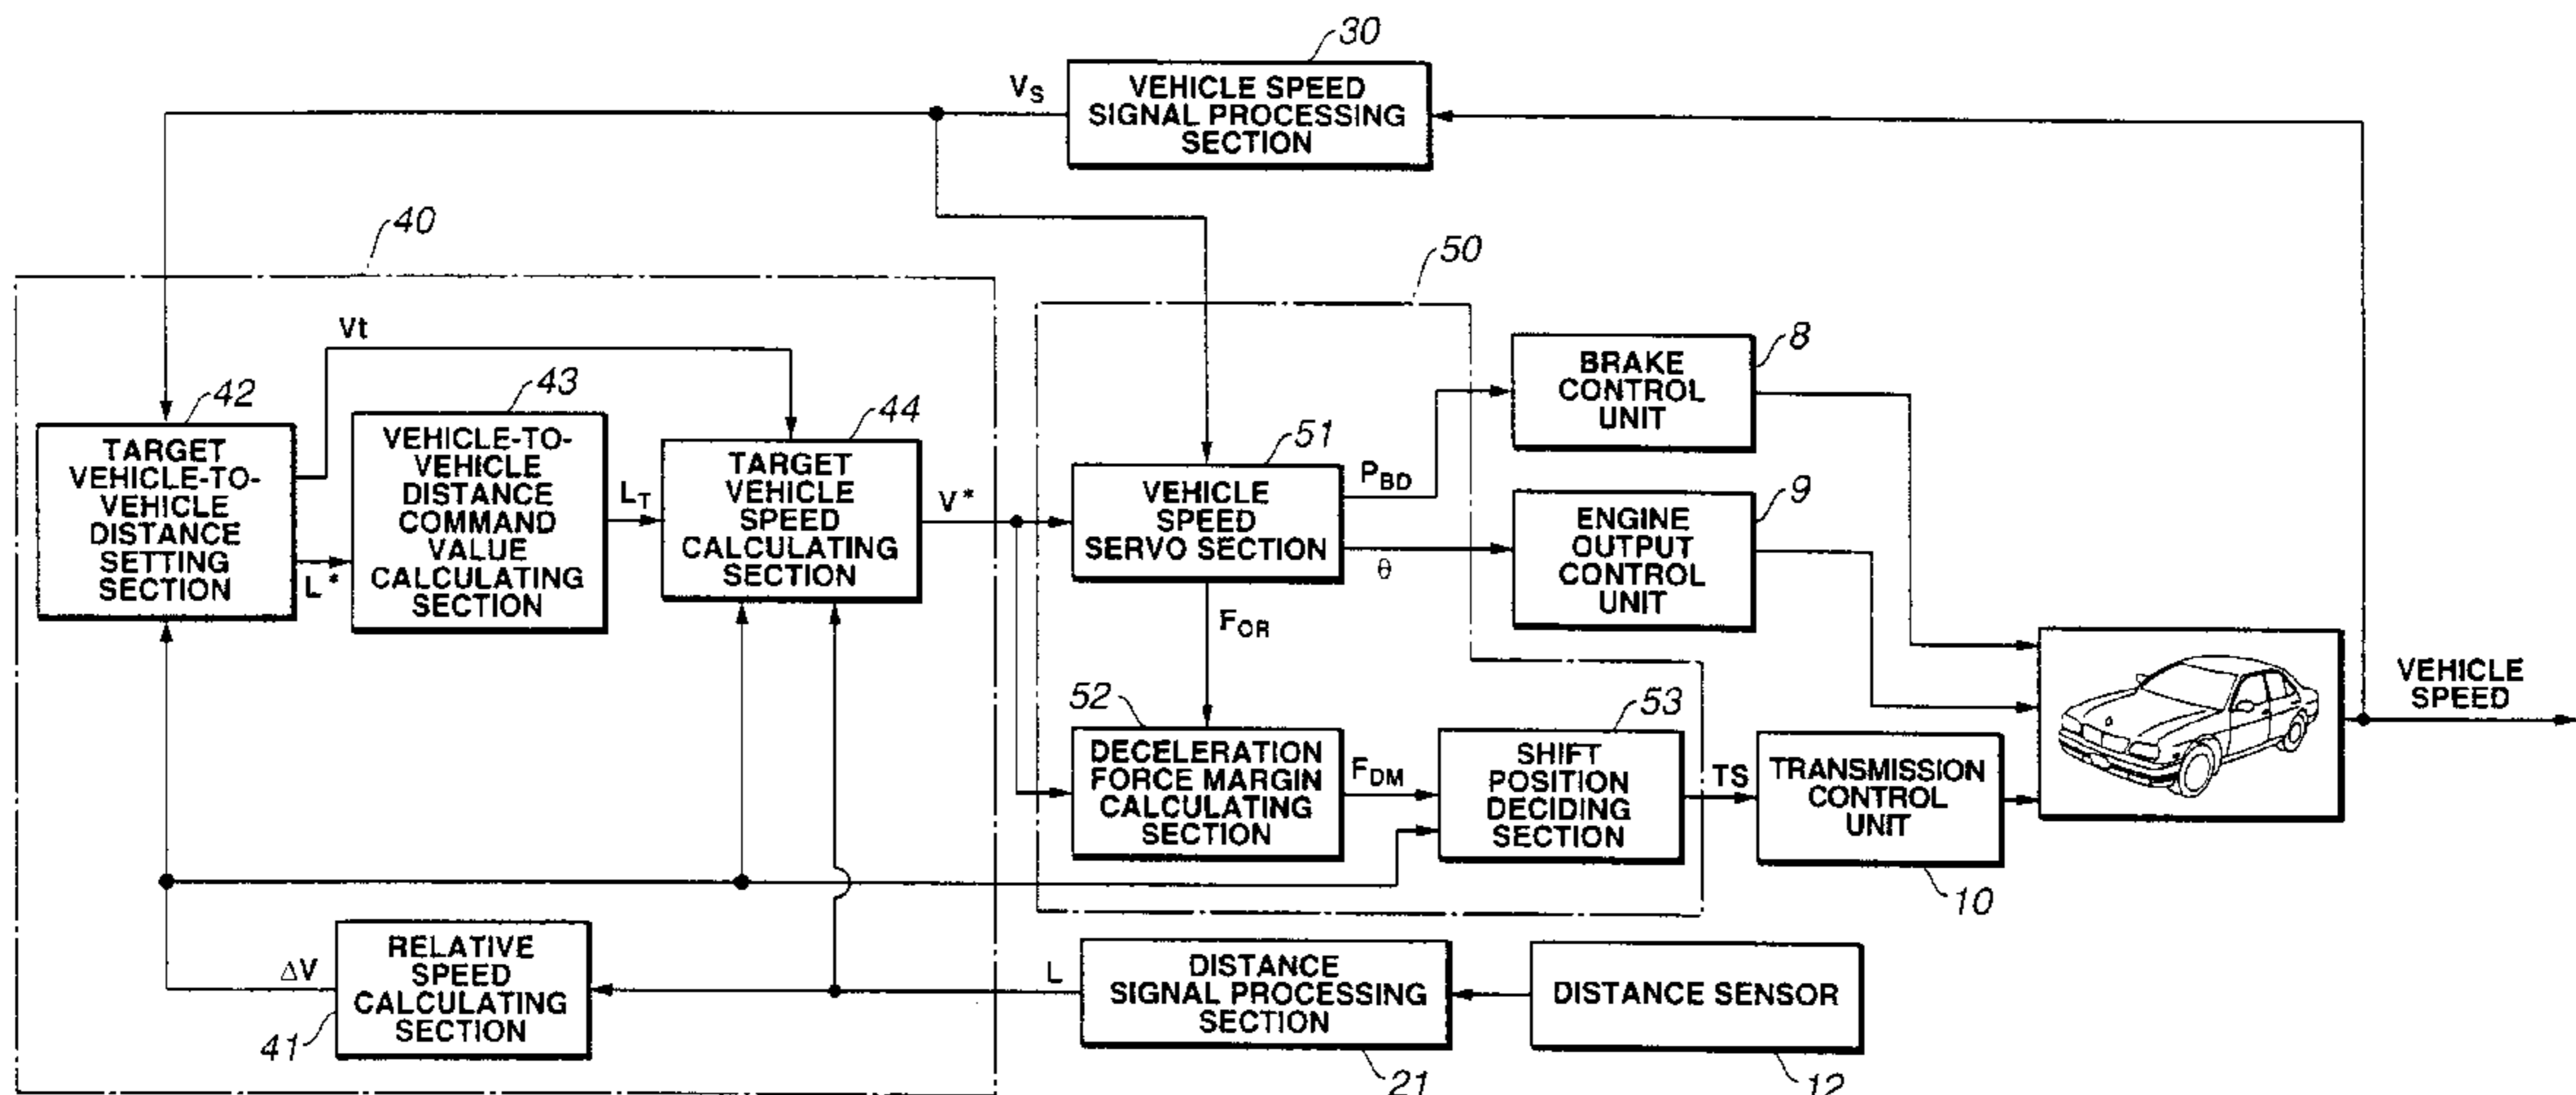 30
VEHICLE SPEED
SIGNAL PROCESSING
SECTION
VS
40
50
Vt
42
TARGET
VEHICLE-TO-
VEHICLE
DISTANCE
SETTING
SECTION
L*
43
VEHICLE-TO-
VEHICLE
DISTANCE
COMMAND
VALUE
CALCULATING
SECTION
LT
44
TARGET
VEHICLE
SPEED
CALCULATING
SECTION
V*
51
VEHICLE
SPEED
SERVO SECTION
PBD
θ
FOR
8
BRAKE
CONTROL
UNIT
9
ENGINE
OUTPUT
CONTROL
UNIT
52
DECELERATION
FORCE MARGIN
CALCULATING
SECTION
FDM
53
SHIFT
POSITION
DECIDING
SECTION
TS
TRANSMISSION
CONTROL
UNIT
10
VEHICLE
SPEED
ΔV
RELATIVE
SPEED
CALCULATING
SECTION
41
L
DISTANCE
SIGNAL PROCESSING
SECTION
21
DISTANCE SENSOR
12